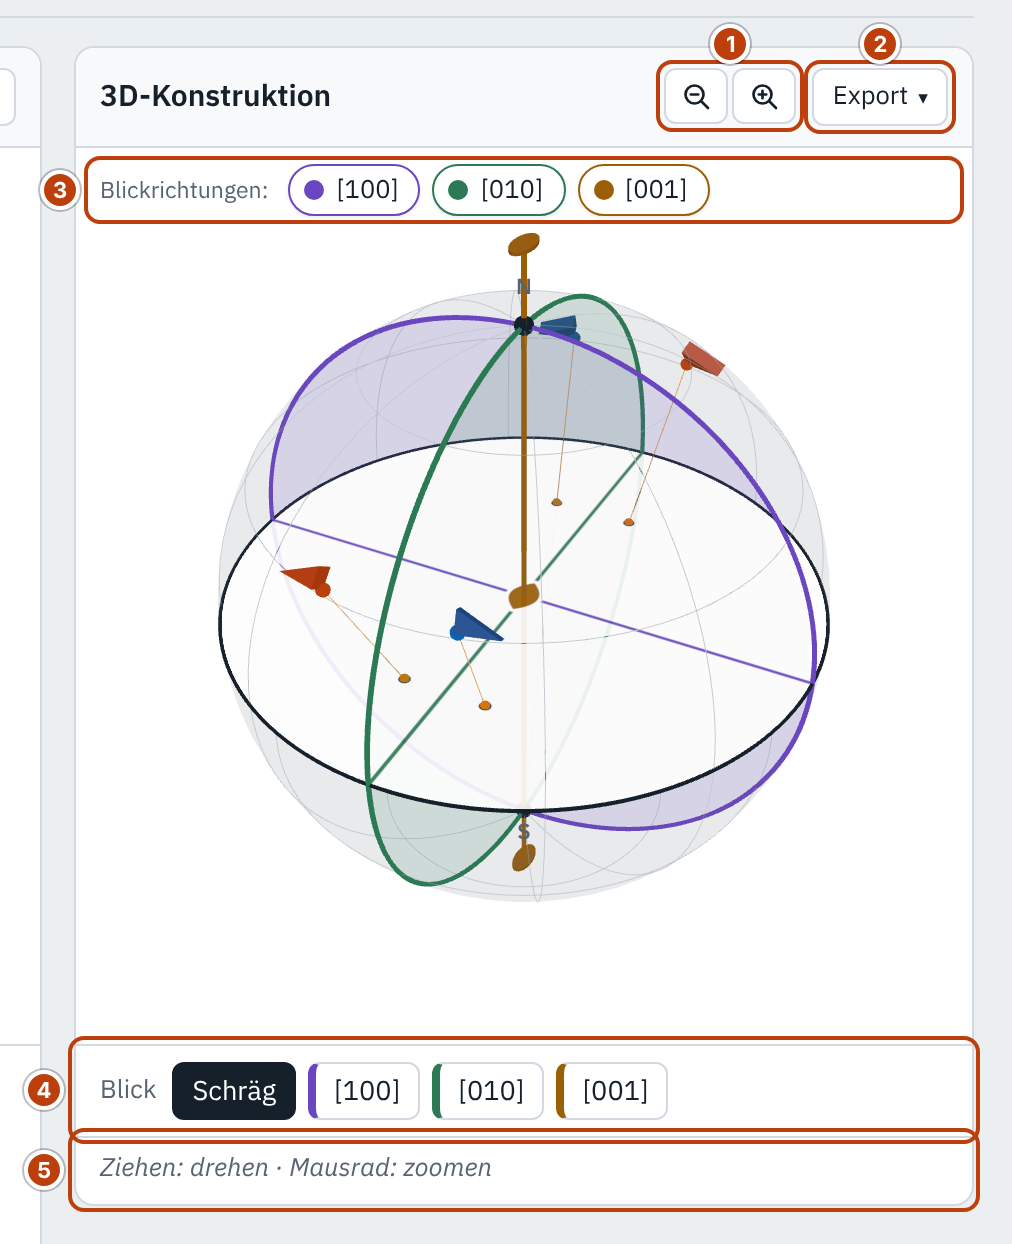 1 2
3D-Konstruktion Export ▾
3 Blickrichtungen: [100] [010] [001]
N
S
4 Blick Schräg [100] [010] [001]
5 Ziehen: drehen · Mausrad: zoomen